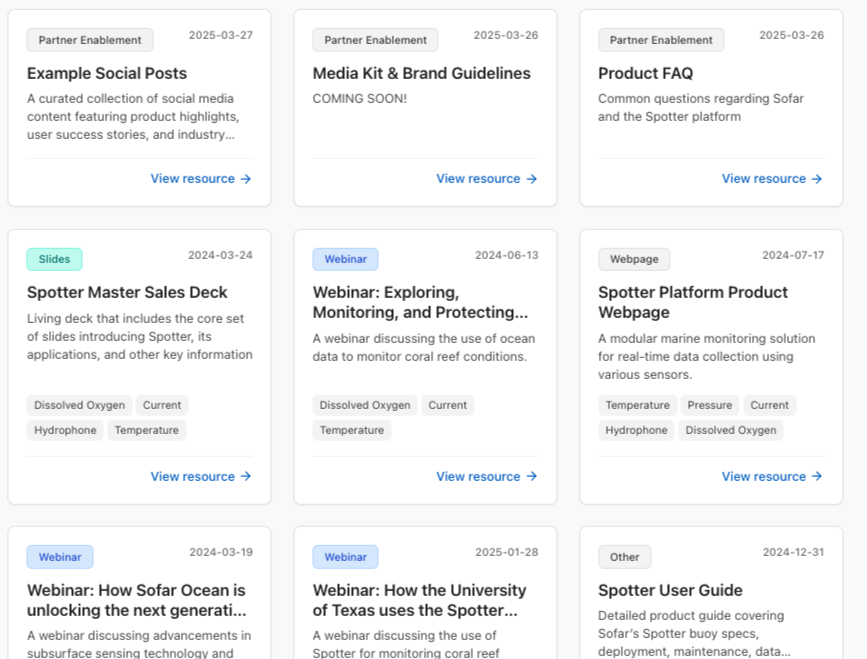 Partner Enablement
2025-03-27
Example Social Posts
A curated collection of social media
content featuring product highlights,
user success stories, and industry...
View resource →
Partner Enablement
2025-03-26
Media Kit & Brand Guidelines
COMING SOON!
View resource →
Partner Enablement
2025-03-26
Product FAQ
Common questions regarding Sofar
and the Spotter platform
View resource →
Slides
2024-03-24
Spotter Master Sales Deck
Living deck that includes the core set
of slides introducing Spotter, its
applications, and other key information
Dissolved Oxygen
Current
Hydrophone
Temperature
View resource →
Webinar
2024-06-13
Webinar: Exploring,
Monitoring, and Protecting...
A webinar discussing the use of ocean
data to monitor coral reef conditions.
Dissolved Oxygen
Current
Temperature
View resource →
Webpage
2024-07-17
Spotter Platform Product
Webpage
A modular marine monitoring solution
for real-time data collection using
various sensors.
Temperature
Pressure
Current
Hydrophone
Dissolved Oxygen
View resource →
Webinar
2024-03-19
Webinar: How Sofar Ocean is
unlocking the next generati...
A webinar discussing advancements in
subsurface sensing technology and
Webinar
2025-01-28
Webinar: How the University
of Texas uses the Spotter...
A webinar discussing the use of
Spotter for monitoring coral reef
Other
2024-12-31
Spotter User Guide
Detailed product guide covering
Sofar's Spotter buoy specs,
deployment, maintenance, data...